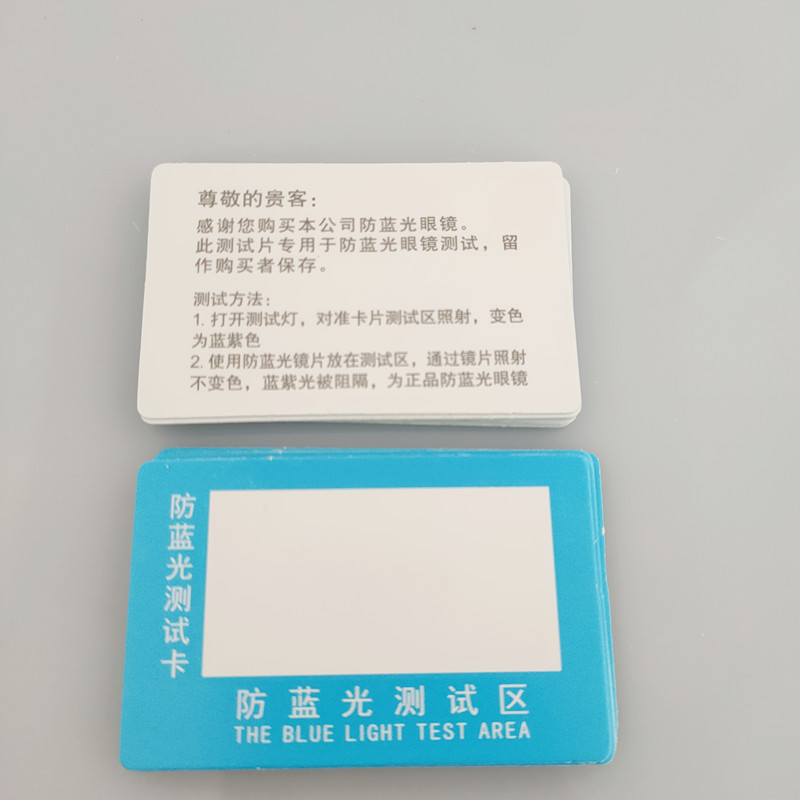 尊敬的贵客：
感谢您购买本公司防蓝光眼镜。
此测试片专用于防蓝光眼镜测试，留
作购买者保存。
测试方法：
1. 打开测试灯，对准卡片测试区照射，变色
为蓝紫色
2. 使用防蓝光镜片放在测试区，通过镜片照射
不变色，蓝紫光被阻隔，为正品防蓝光眼镜
防蓝光测试卡
防蓝光测试区
THE BLUE LIGHT TEST AREA